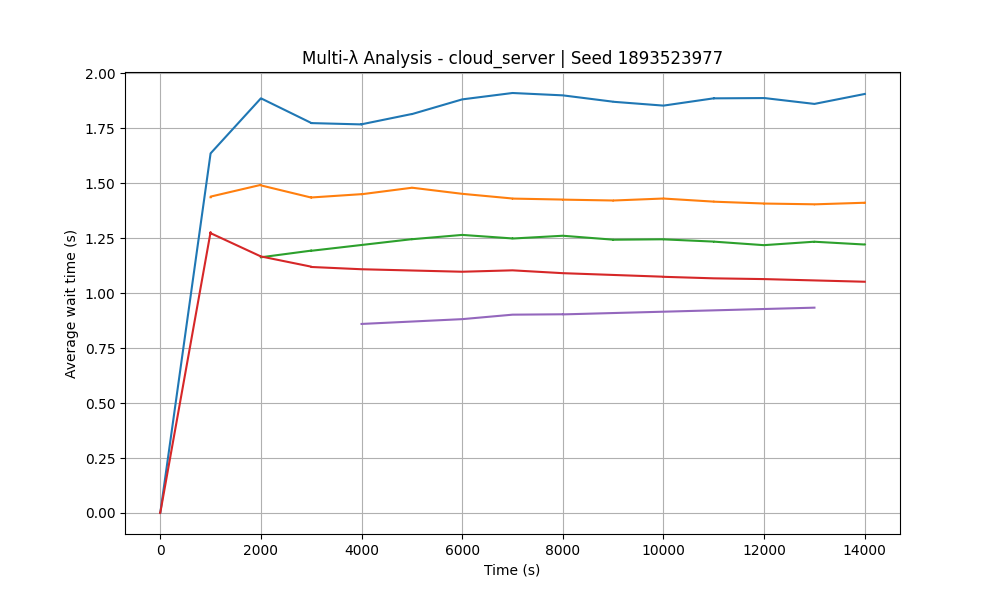 Multi-λ Analysis - cloud_server | Seed 1893523977
2.00
1.75
1.50
1.25
1.00
0.75
0.50
0.25
0.00
Average wait time (s)
0 2000 4000 6000 8000 10000 12000 14000
Time (s)